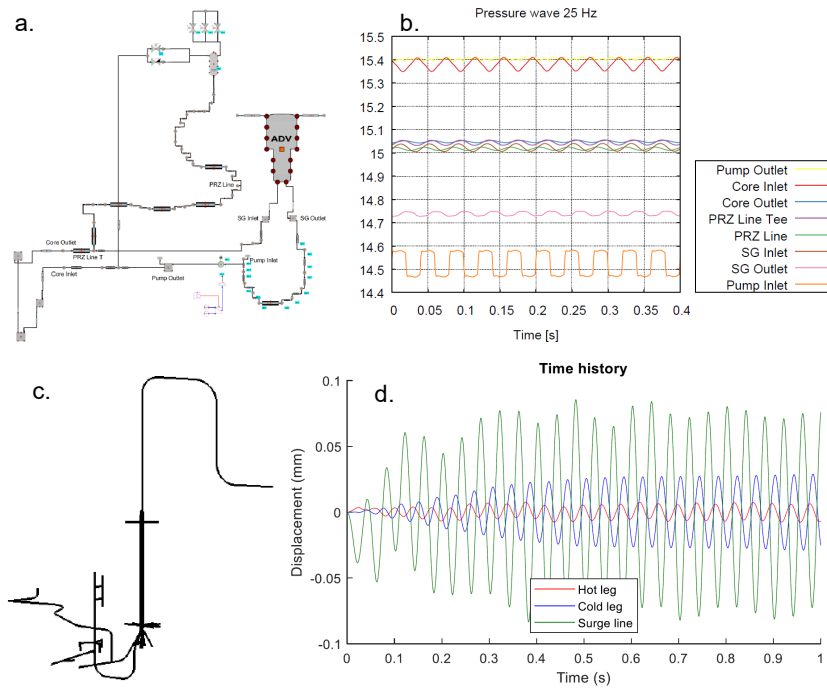 a.
ADV
PRZ Line
SG Inlet
SG Outlet
Core Outlet
PRZ Line T
Core Inlet
Pump Outlet
Pump Inlet
b.
Pressure wave 25 Hz
15.5
15.4
15.3
15.2
15.1
15
14.9
14.8
14.7
14.6
14.5
14.4
0 0.05 0.1 0.15 0.2 0.25 0.3 0.35 0.4
Time [s]
Pump Outlet
Core Inlet
Core Outlet
PRZ Line Tee
PRZ Line
SG Inlet
SG Outlet
Pump Inlet
c.
d.
Time history
Displacement (mm)
0.1
0.05
0
-0.05
-0.1
0 0.1 0.2 0.3 0.4 0.5 0.6 0.7 0.8 0.9 1
Time (s)
Hot leg
Cold leg
Surge line